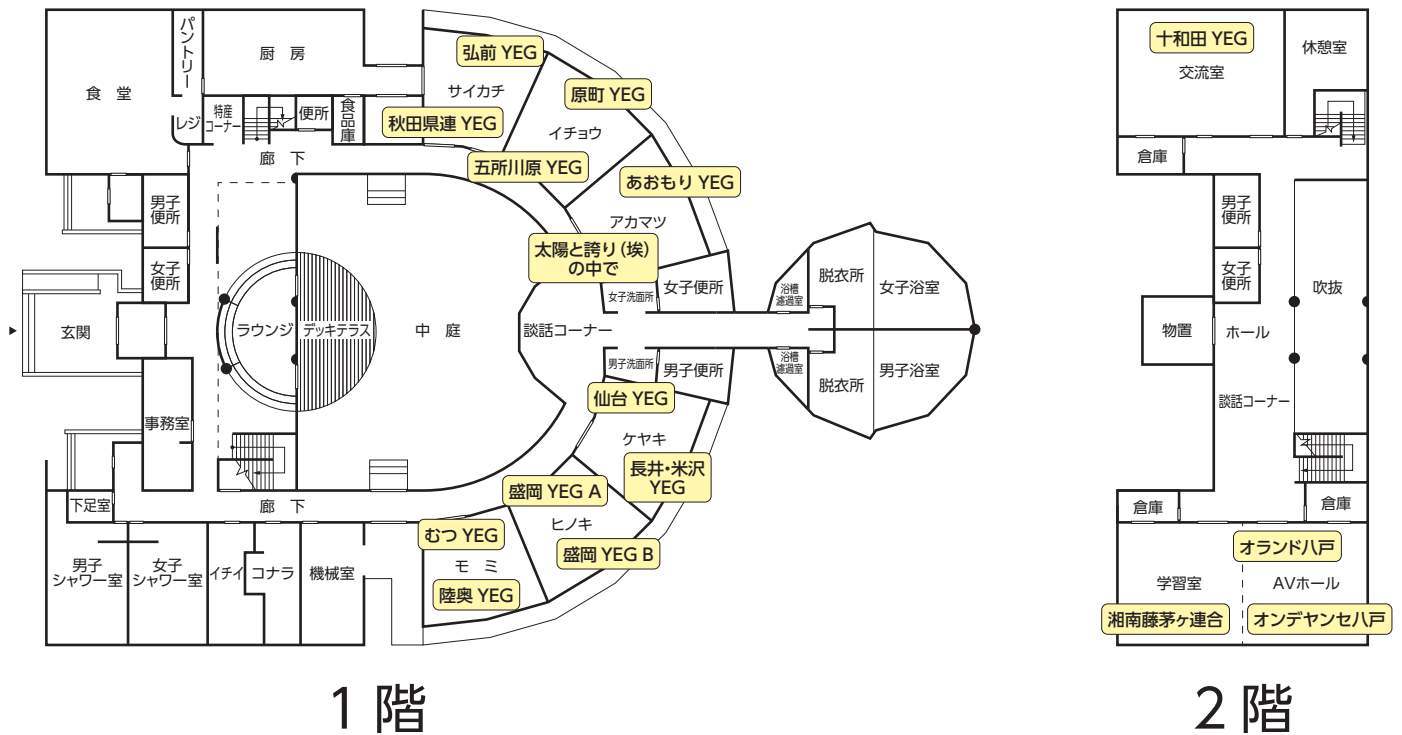 パントリー
厨 房
食 堂
レジ
特産
コーナー
便所
食品庫
弘前 YEG
サイカチ
秋田県連 YEG
原町 YEG
イチョウ
五所川原 YEG
あおもり YEG
アカマツ
太陽と誇り(埃)
の中で
廊 下
男子
便所
女子
便所
玄関
ラウンジ
デッキテラス
中 庭
談話コーナー
女子洗面所
女子便所
男子洗面所
男子便所
浴槽
濾過室
脱衣所
女子浴室
浴槽
濾過室
脱衣所
男子浴室
仙台 YEG
ケヤキ
長井・米沢
YEG
盛岡 YEG A
ヒノキ
盛岡 YEG B
むつ YEG
モ ミ
陸奥 YEG
事務室
下足室
廊 下
男子
シャワー室
女子
シャワー室
イチイ
コナラ
機械室
1 階
十和田 YEG
交流室
休憩室
倉庫
男子
便所
女子
便所
物置
ホール
吹抜
談話コーナー
倉庫
倉庫
オランド八戸
学習室
AVホール
湘南藤茅ヶ連合
オンデヤンセ八戸
2 階